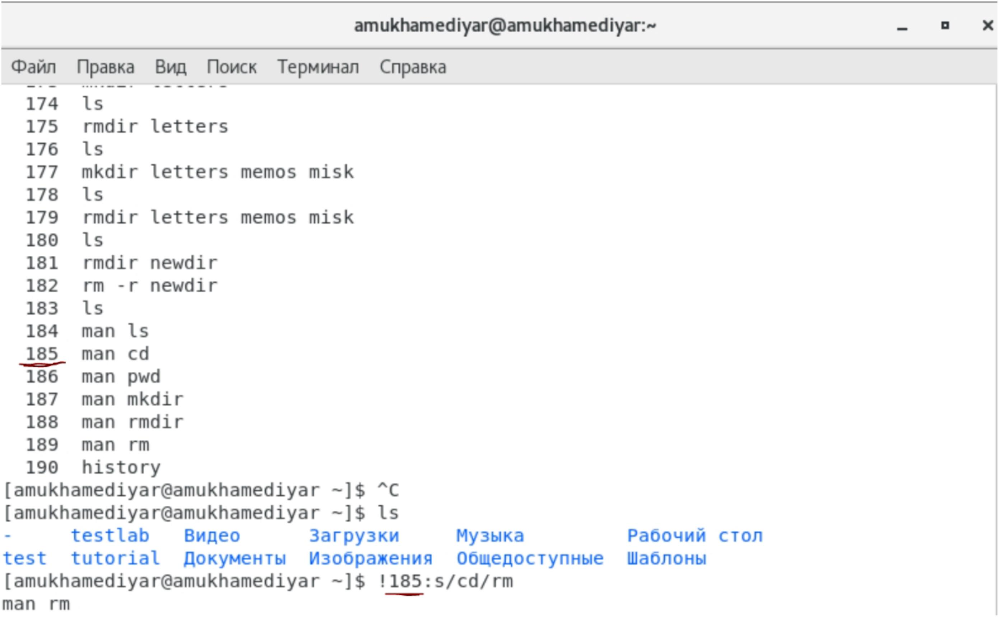 amukhamediyar@amukhamediyar:~
Файл Правка Вид Поиск Терминал Справка
174 ls
175 rmdir letters
176 ls
177 mkdir letters memos misk
178 ls
179 rmdir letters memos misk
180 ls
181 rmdir newdir
182 rm -r newdir
183 ls
184 man ls
185 man cd
186 man pwd
187 man mkdir
188 man rmdir
189 man rm
190 history
[amukhamediyar@amukhamediyar ~]$ ^C
[amukhamediyar@amukhamediyar ~]$ ls
- testlab Видео Загрузки Музыка Рабочий стол
test tutorial Документы Изображения Общедоступные Шаблоны
[amukhamediyar@amukhamediyar ~]$ !185:s/cd/rm
man rm